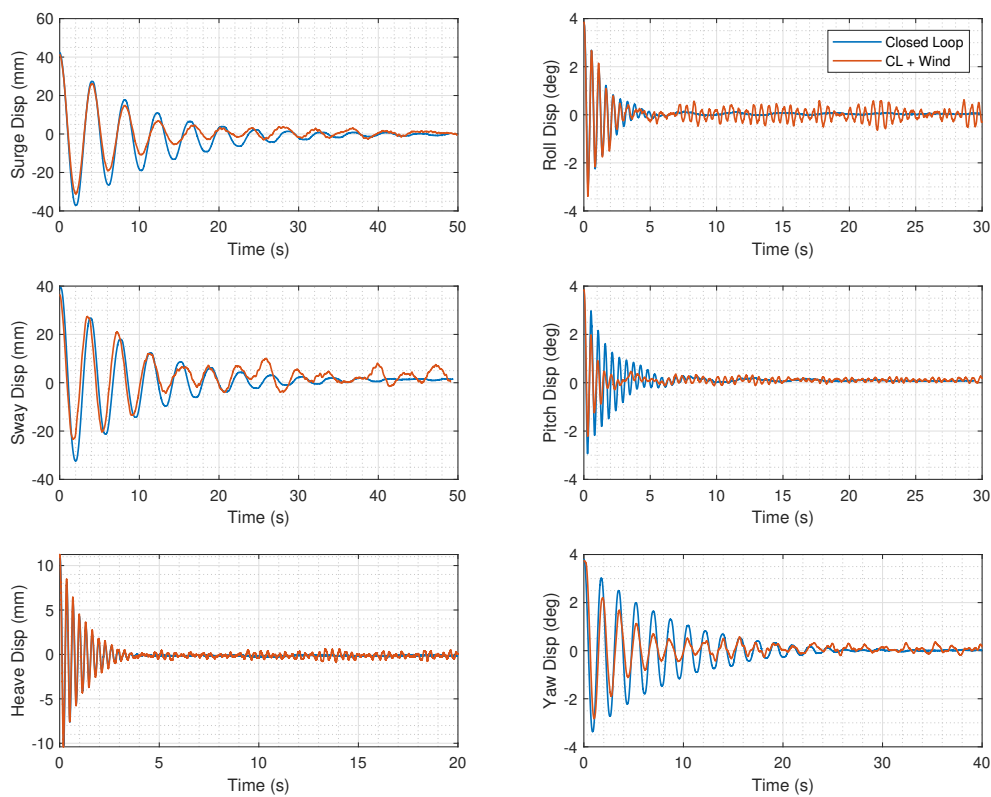 60
40
20
0
-20
-40
Surge Disp (mm)
0 10 20 30 40 50
Time (s)
4
2
0
-2
-4
Roll Disp (deg)
Closed Loop
CL + Wind
0 5 10 15 20 25 30
Time (s)
40
20
0
-20
-40
Sway Disp (mm)
0 10 20 30 40 50
Time (s)
4
2
0
-2
-4
Pitch Disp (deg)
0 5 10 15 20 25 30
Time (s)
10
5
0
-5
-10
Heave Disp (mm)
0 5 10 15 20
Time (s)
4
2
0
-2
-4
Yaw Disp (deg)
0 10 20 30 40
Time (s)